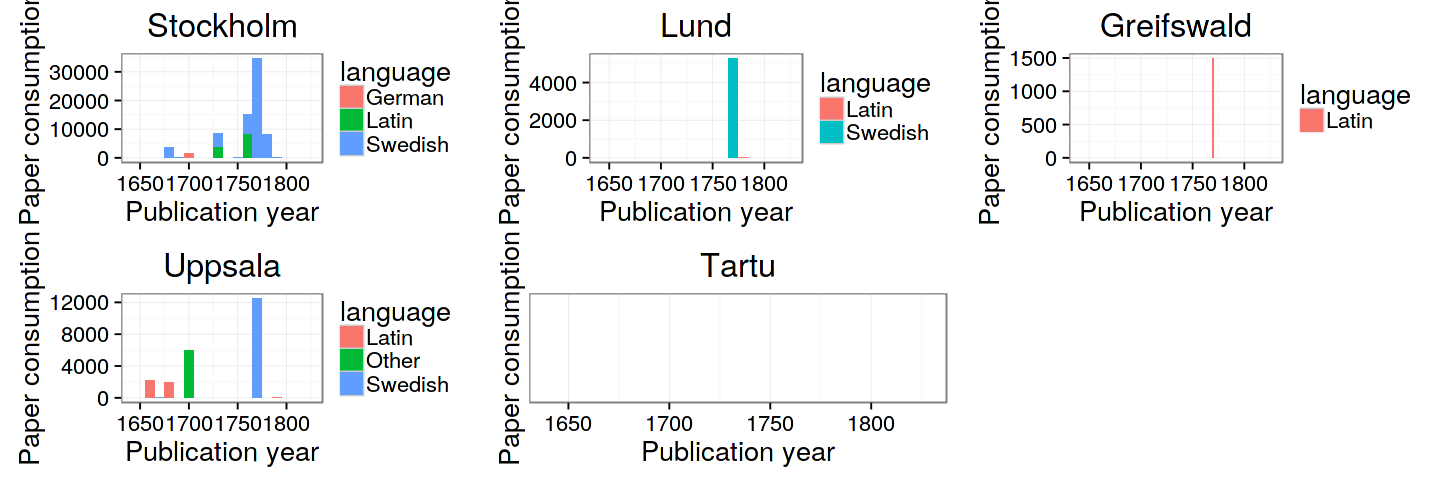 Stockholm
Paper consumption
30000
20000
10000
0
1650 1700 1750 1800
Publication year
language
German
Latin
Swedish
Lund
Paper consumption
4000
2000
0
1650 1700 1750 1800
Publication year
language
Latin
Swedish
Greifswald
Paper consumption
1500
1000
500
0
1650 1700 1750 1800
Publication year
language
Latin
Uppsala
Paper consumption
12000
8000
4000
0
1650 1700 1750 1800
Publication year
language
Latin
Other
Swedish
Tartu
Paper consumption
1650 1700 1750 1800
Publication year